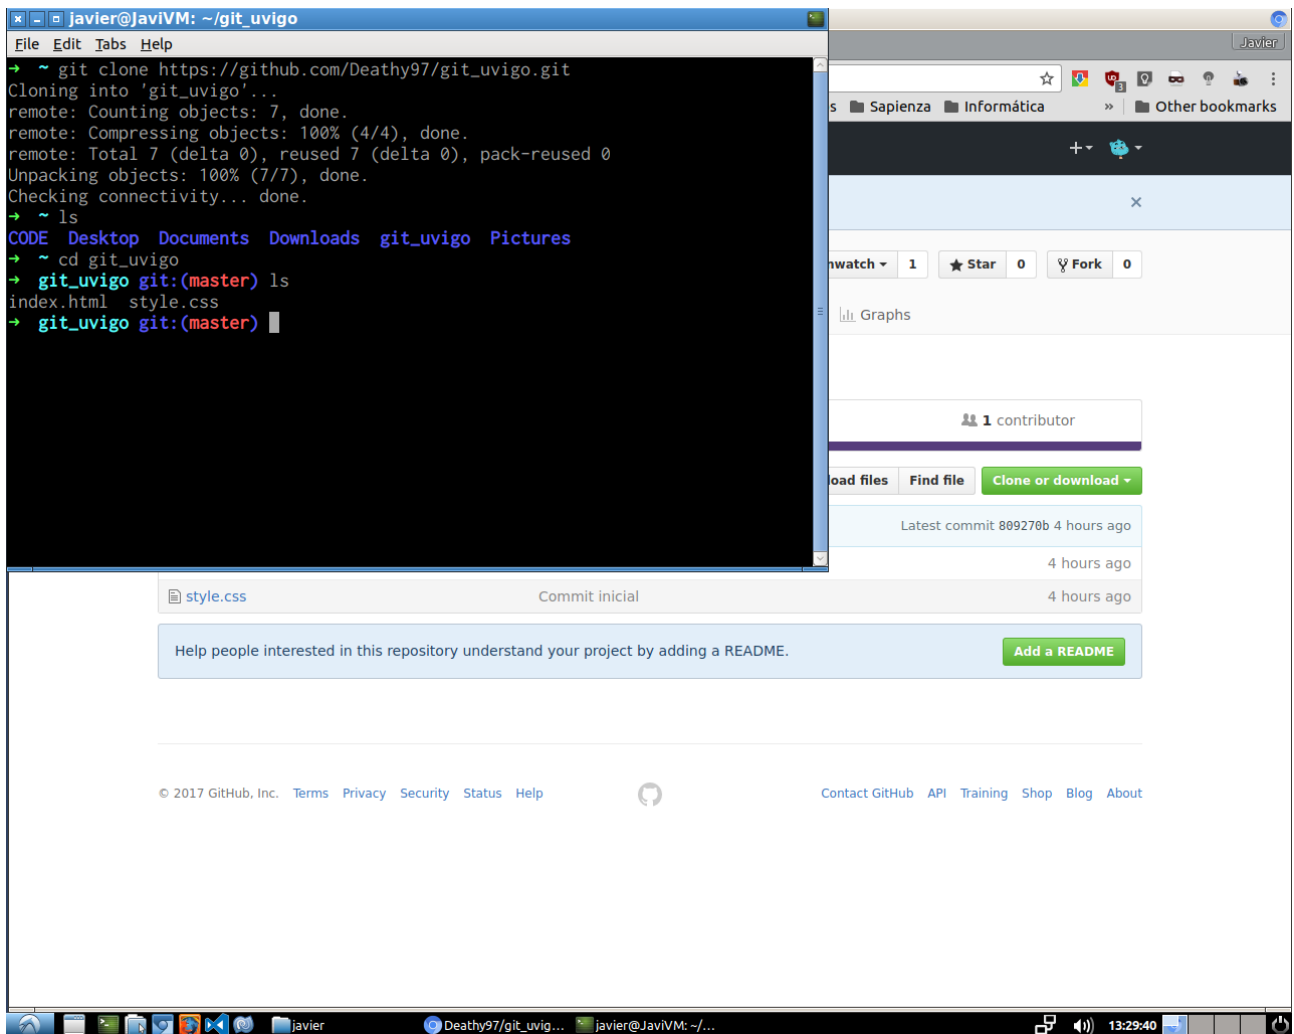 javier@JaviVM: ~/git_uvigo
File Edit Tabs Help
→ ~ git clone https://github.com/Deathy97/git_uvigo.git
Cloning into 'git_uvigo'...
remote: Counting objects: 7, done.
remote: Compressing objects: 100% (4/4), done.
remote: Total 7 (delta 0), reused 7 (delta 0), pack-reused 0
Unpacking objects: 100% (7/7), done.
Checking connectivity... done.
→ ~ ls
CODE Desktop Documents Downloads git_uvigo Pictures
→ ~ cd git_uvigo
→ git_uvigo git:(master) ls
index.html style.css
→ git_uvigo git:(master)
Javier
3
s Sapienza Informática » Other bookmarks
nwatch 1 Star 0 Fork 0
Graphs
1 contributor
load files Find file Clone or download
Latest commit 809270b 4 hours ago
4 hours ago
style.css Commit inicial 4 hours ago
Help people interested in this repository understand your project by adding a README. Add a README
© 2017 GitHub, Inc. Terms Privacy Security Status Help Contact GitHub API Training Shop Blog About
javier Deathy97/git_uvig... javier@JaviVM: ~/... 13:29:40